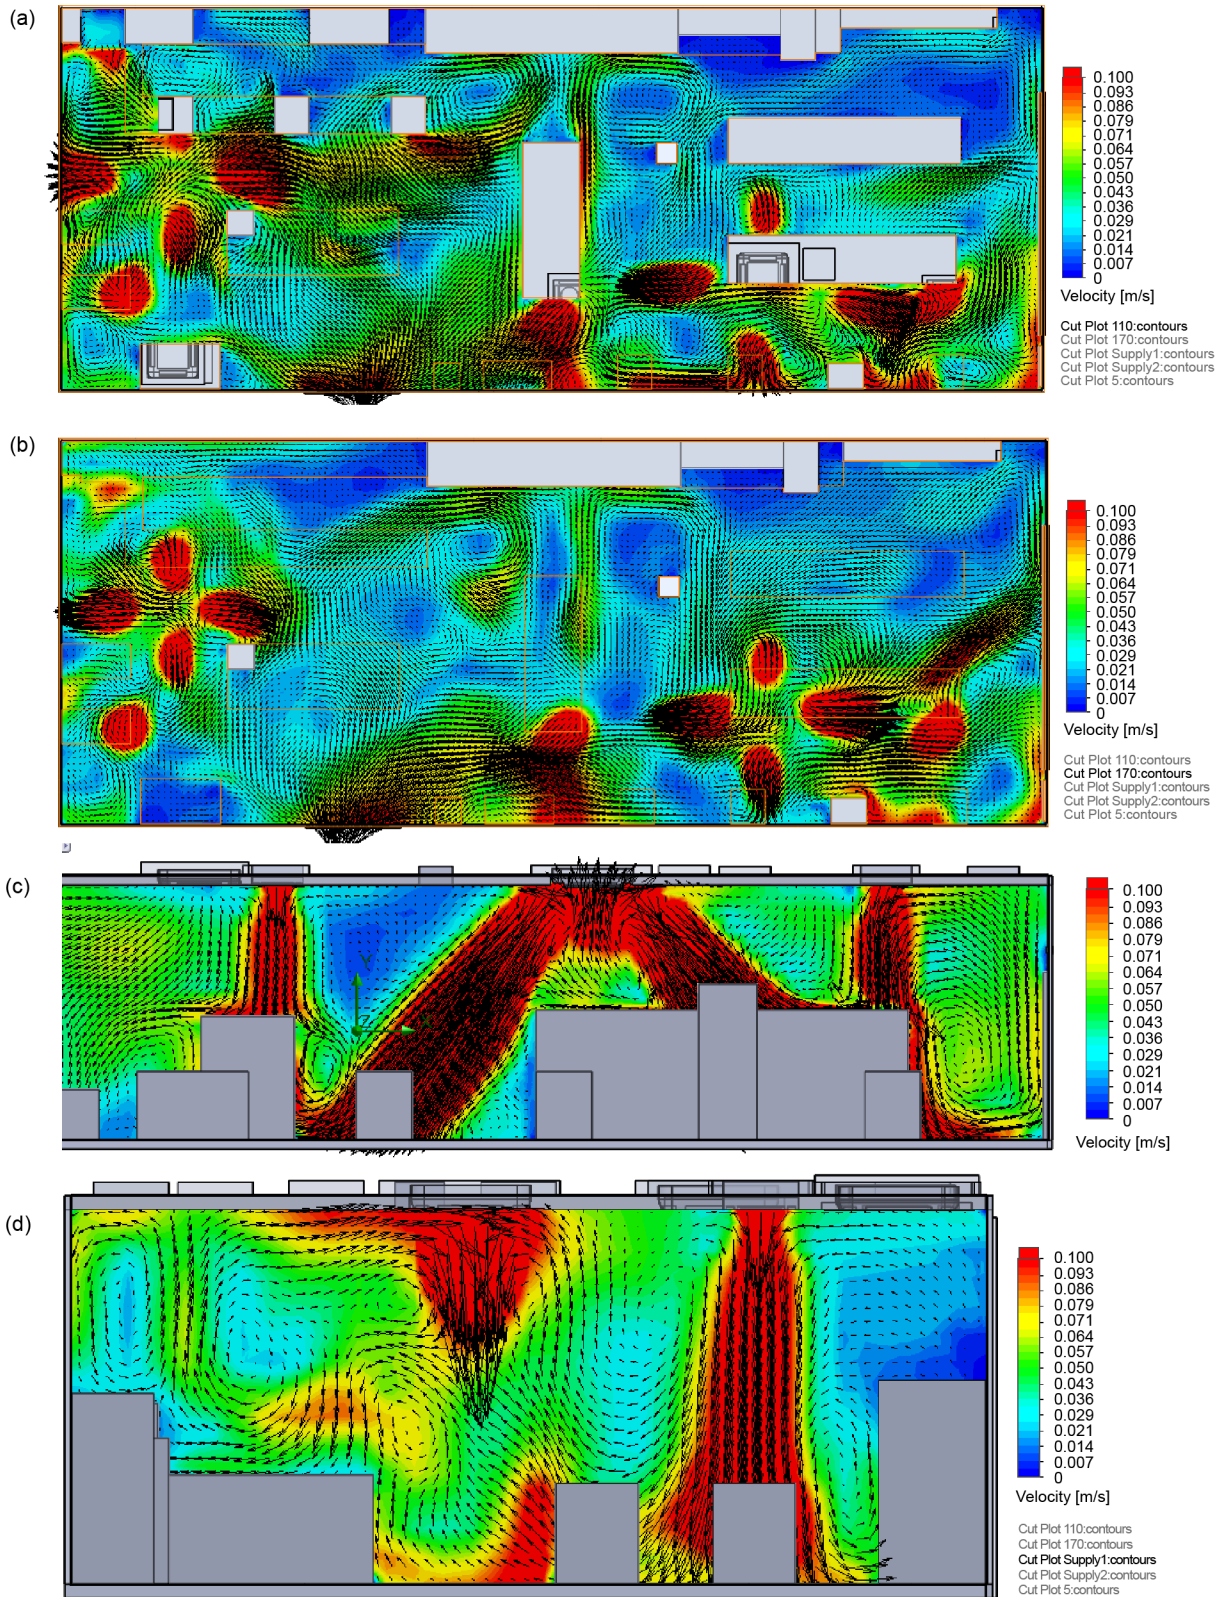 (a)
0.100
0.093
0.086
0.079
0.071
0.064
0.057
0.050
0.043
0.036
0.029
0.021
0.014
0.007
0
Velocity [m/s]
Cut Plot 110:contours
Cut Plot 170:contours
Cut Plot Supply1:contours
Cut Plot Supply2:contours
Cut Plot 5:contours
(b)
0.100
0.093
0.086
0.079
0.071
0.064
0.057
0.050
0.043
0.036
0.029
0.021
0.014
0.007
0
Velocity [m/s]
Cut Plot 110:contours
Cut Plot 170:contours
Cut Plot Supply1:contours
Cut Plot Supply2:contours
Cut Plot 5:contours
(c)
Y
Z
X
0.100
0.093
0.086
0.079
0.071
0.064
0.057
0.050
0.043
0.036
0.029
0.021
0.014
0.007
0
Velocity [m/s]
(d)
0.100
0.093
0.086
0.079
0.071
0.064
0.057
0.050
0.043
0.036
0.029
0.021
0.014
0.007
0
Velocity [m/s]
Cut Plot 110:contours
Cut Plot 170:contours
Cut Plot Supply1:contours
Cut Plot Supply2:contours
Cut Plot 5:contours